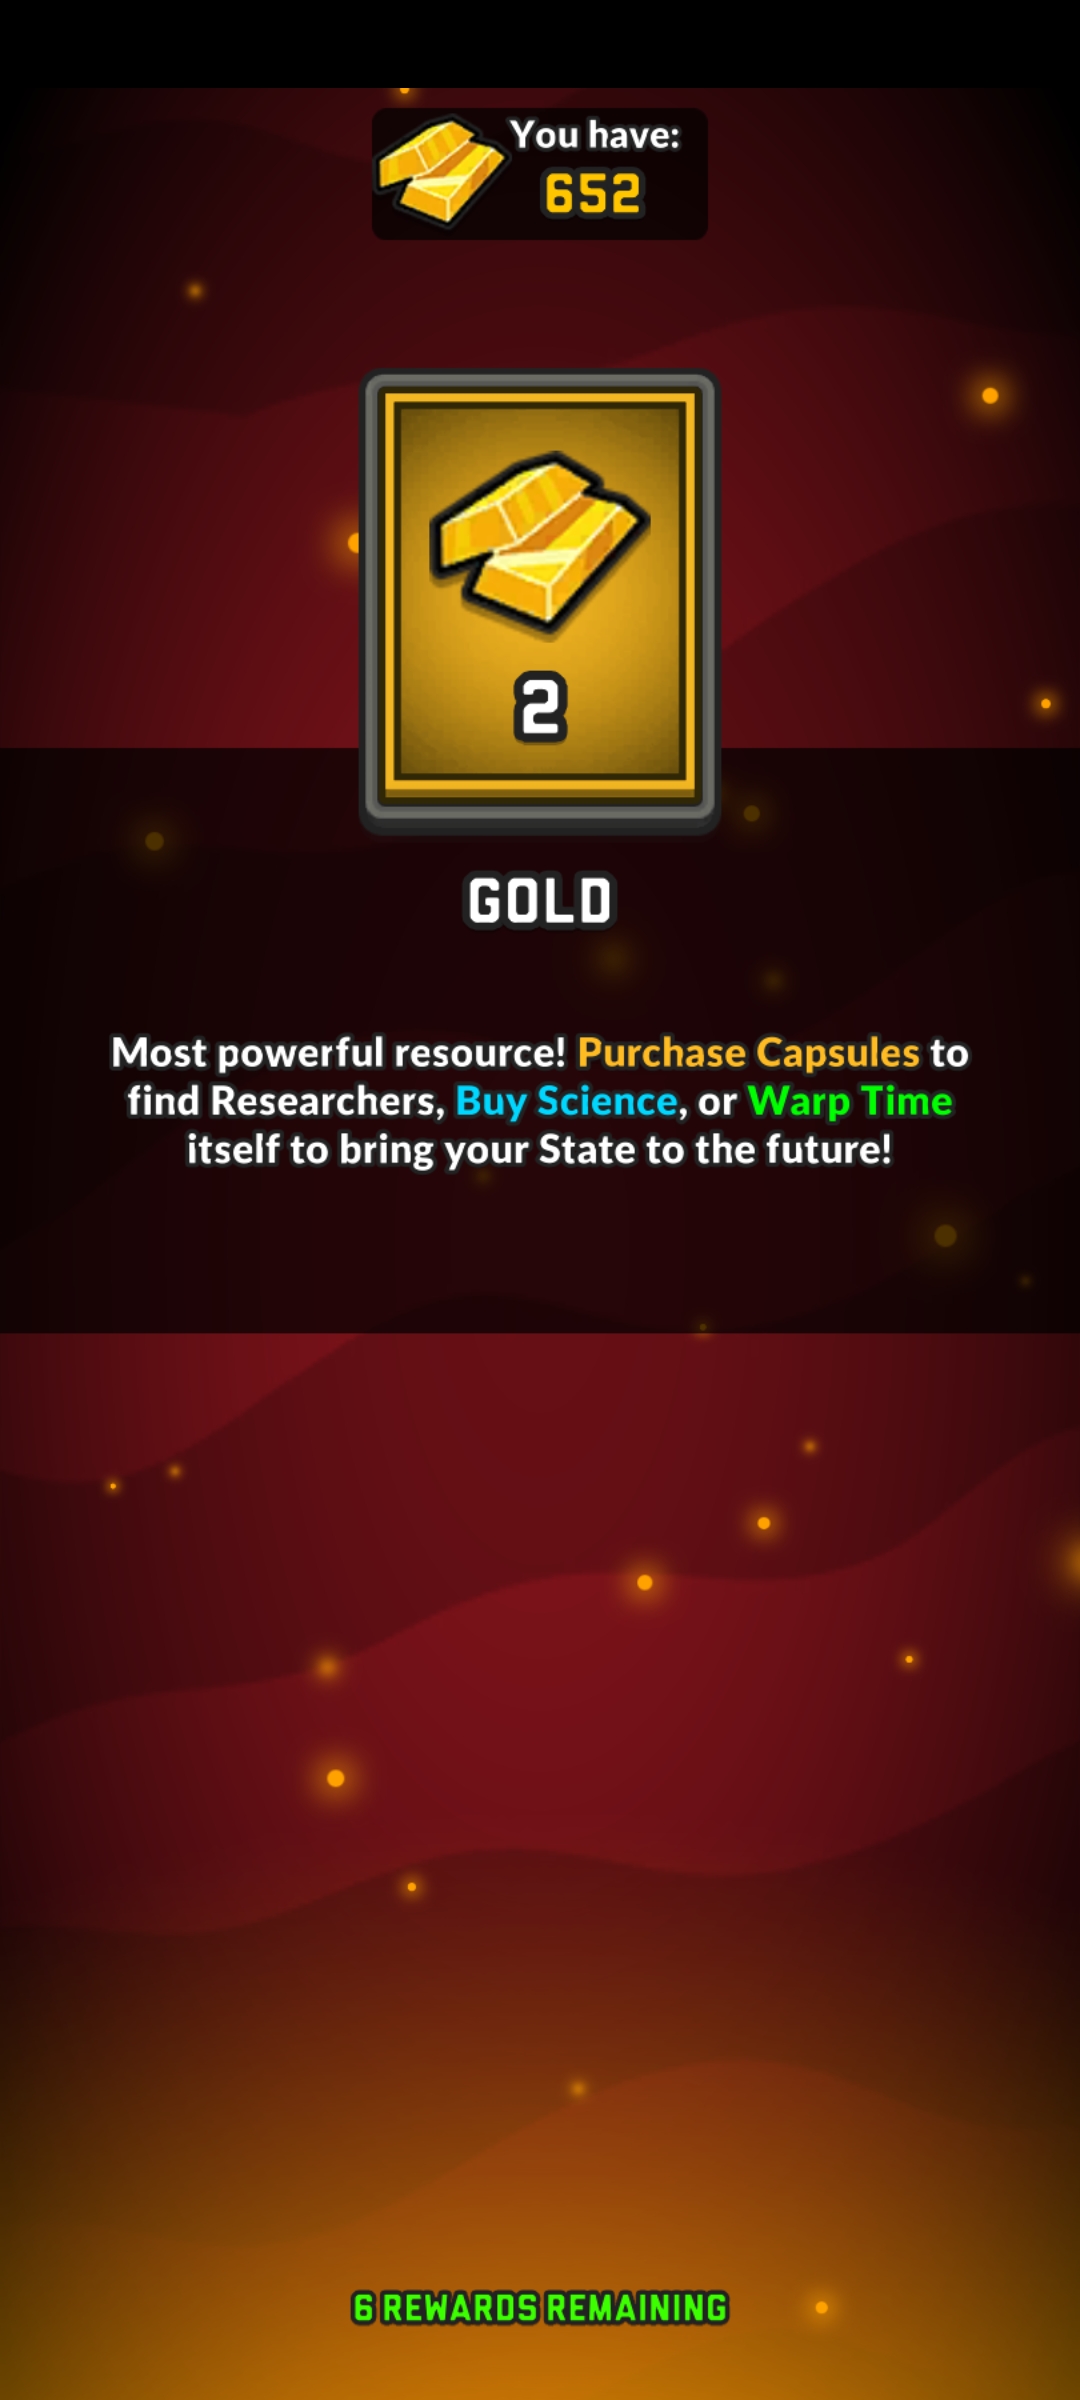 You have:
652
2
GOLD
Most powerful resource! Purchase Capsules to
find Researchers, Buy Science, or Warp Time
itself to bring your State to the future!
6 REWARDS REMAINING